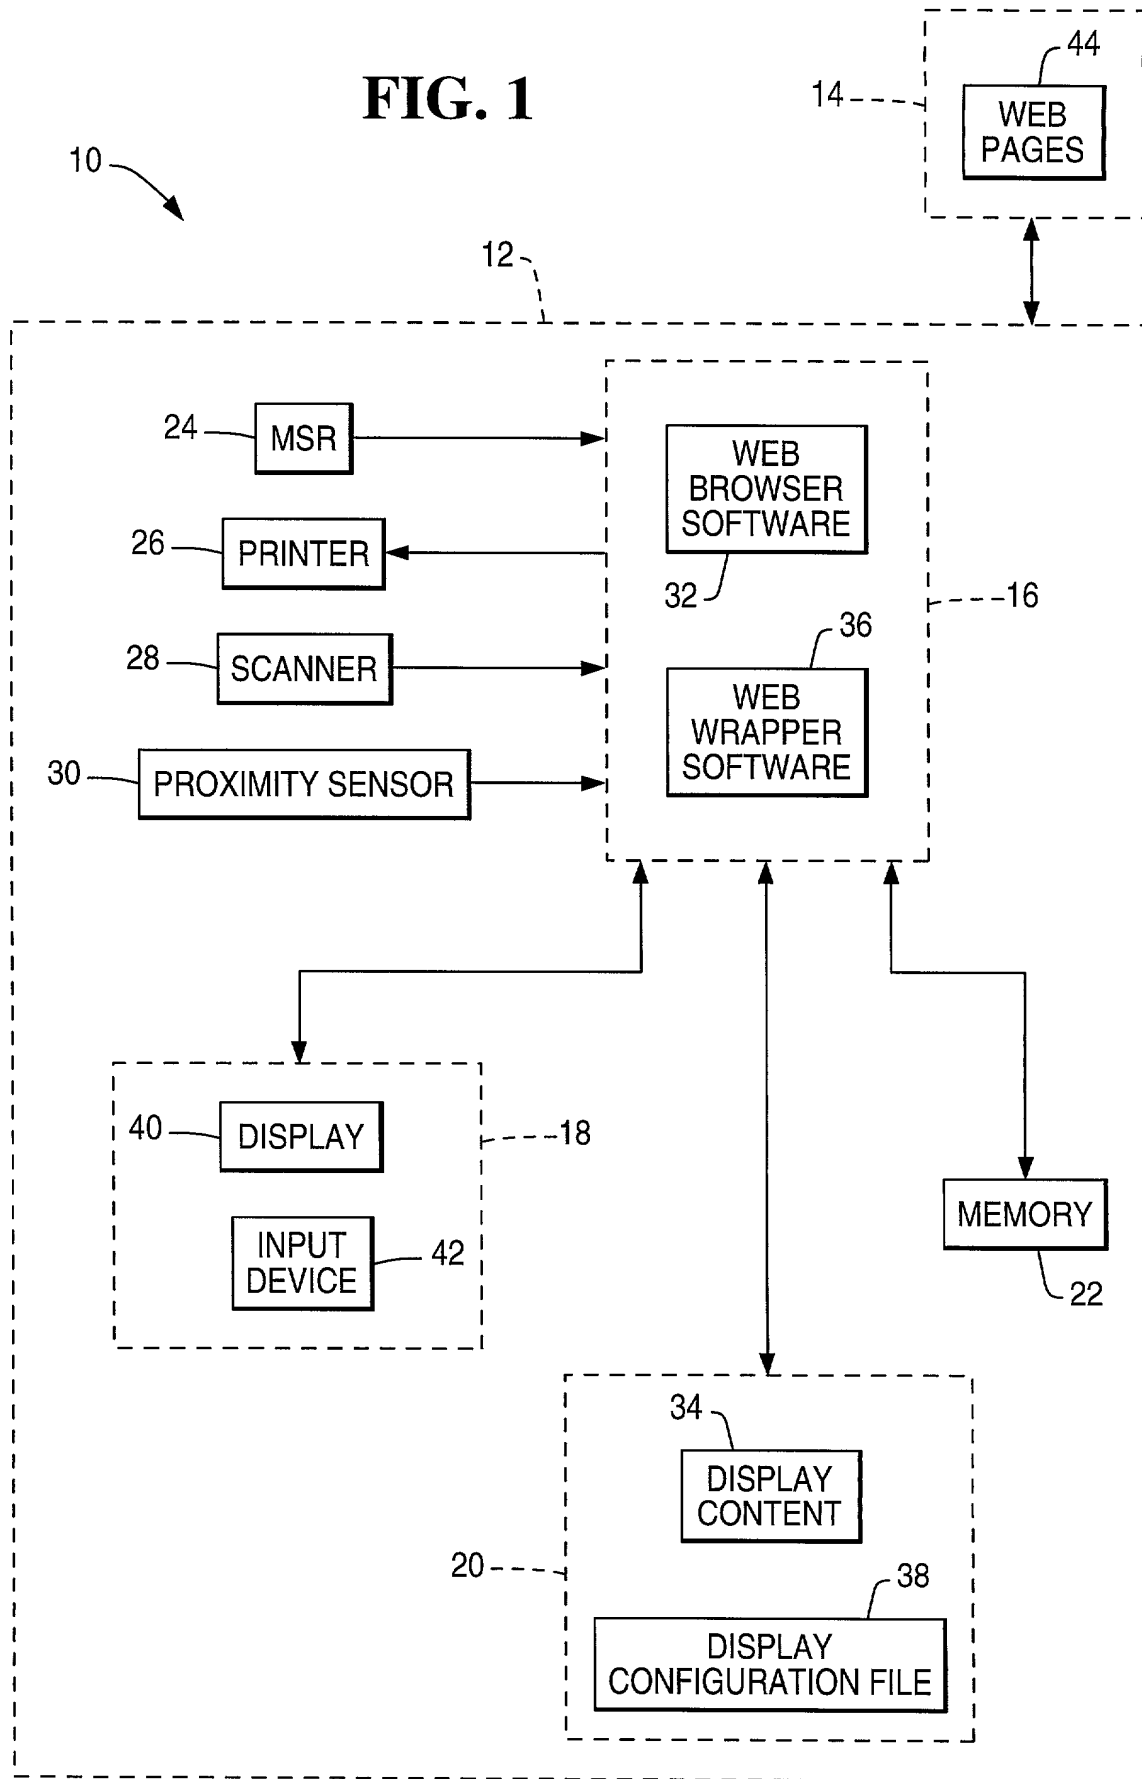 FIG. 1
44
14
WEB
PAGES
10
12
24
MSR
WEB
BROWSER
SOFTWARE
26
PRINTER
32
16
36
28
SCANNER
WEB
WRAPPER
SOFTWARE
30
PROXIMITY SENSOR
40
DISPLAY
18
INPUT
DEVICE
42
MEMORY
22
34
DISPLAY
CONTENT
20
38
DISPLAY
CONFIGURATION FILE